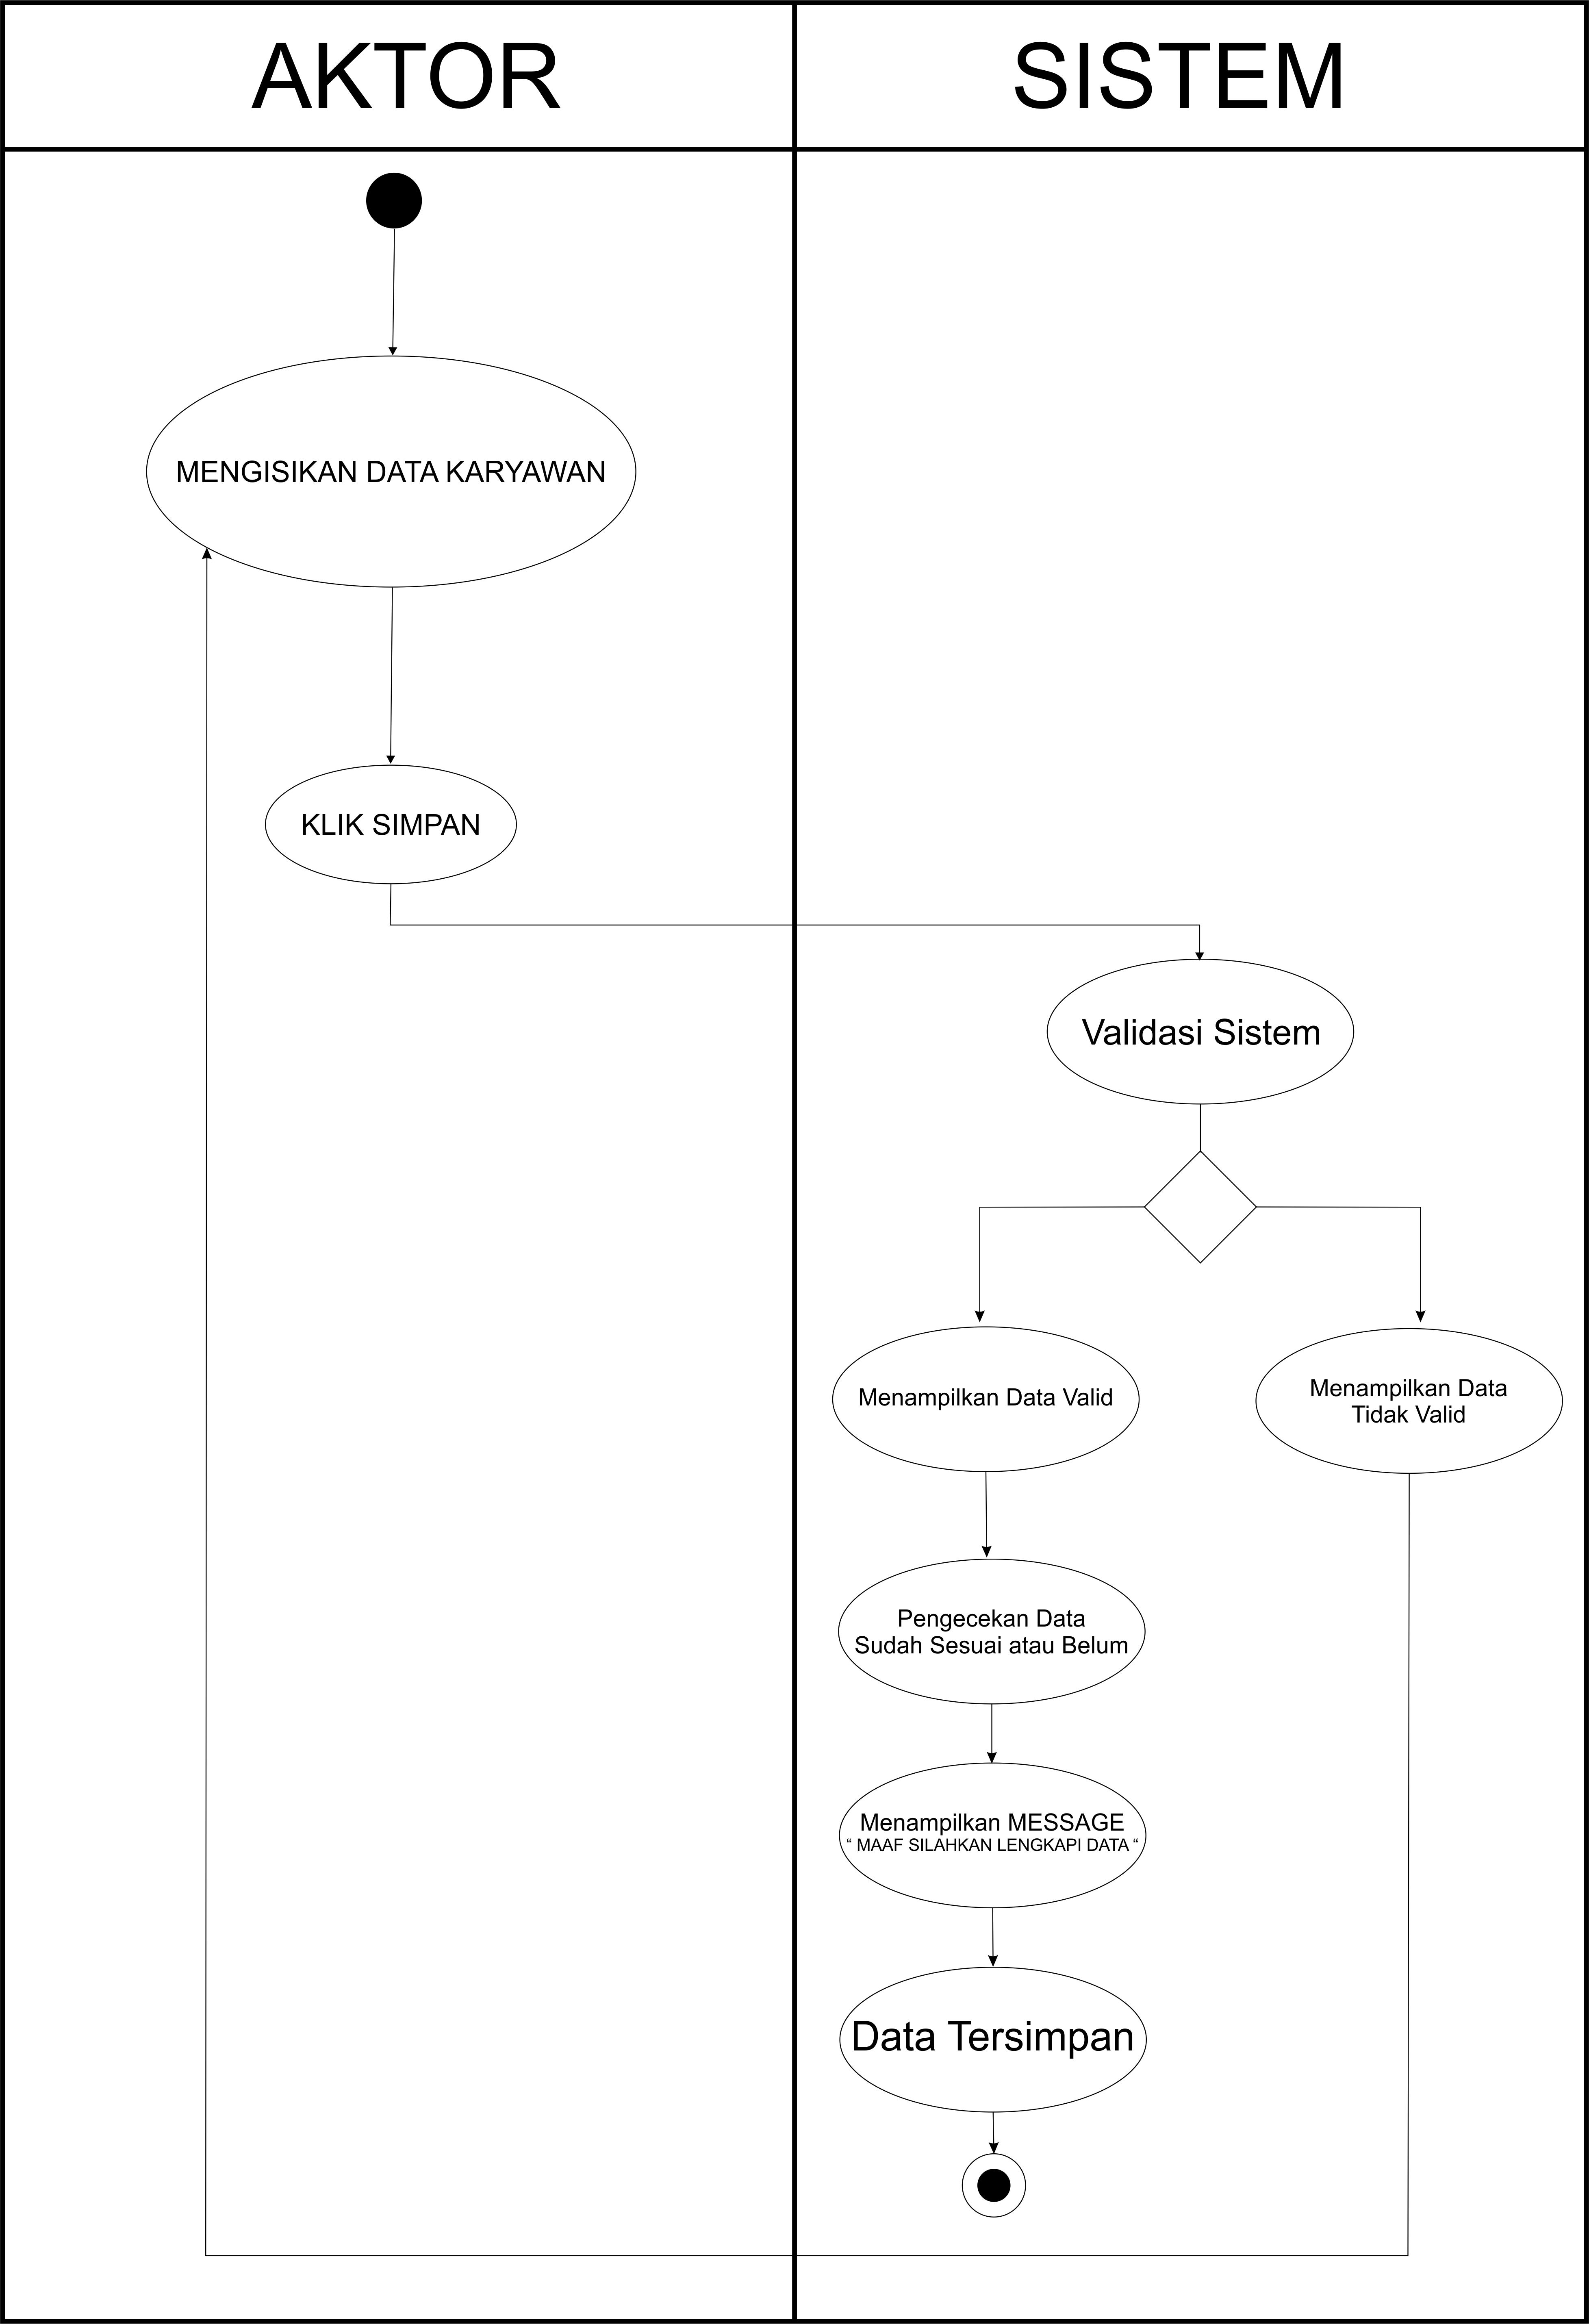 AKTOR
SISTEM
MENGISIKAN DATA KARYAWAN
KLIK SIMPAN
Validasi Sistem
Menampilkan Data Valid
Menampilkan Data
Tidak Valid
Pengecekan Data
Sudah Sesuai atau Belum
Menampilkan MESSAGE
“ MAAF SILAHKAN LENGKAPI DATA “
Data Tersimpan